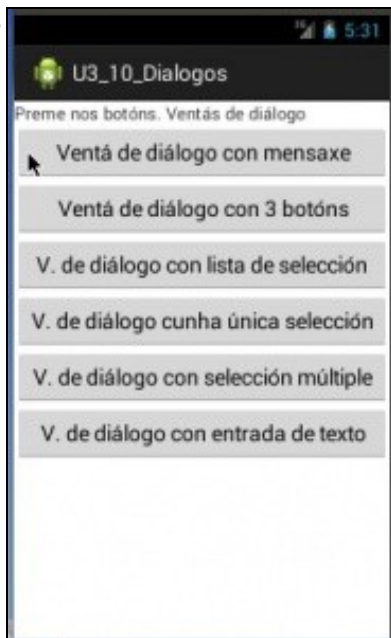 5:31
U3_10_Dialogos
Preme nos botóns. Ventás de diálogo
Ventá de diálogo con mensaxe
Ventá de diálogo con 3 botóns
V. de diálogo con lista de selección
V. de diálogo cunha única selección
V. de diálogo con selección múltiple
V. de diálogo con entrada de texto